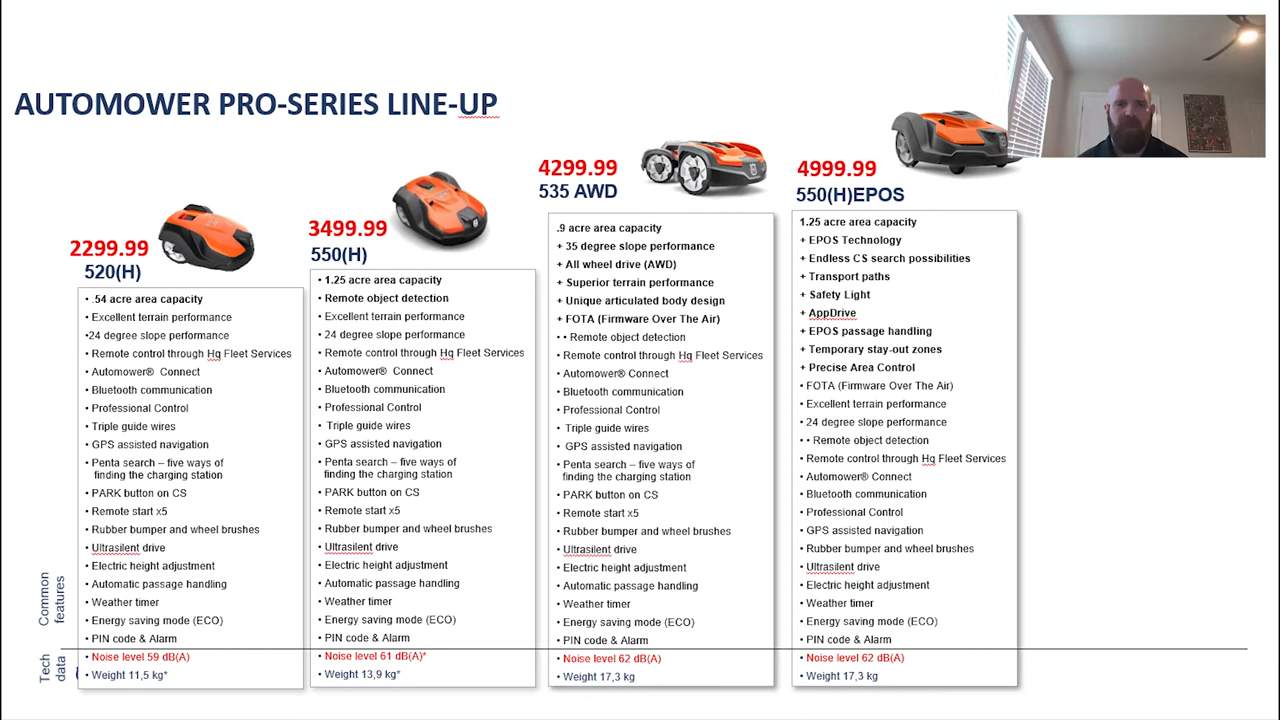 AUTOMOWER PRO-SERIES LINE-UP
2299.99
520(H)
• .54 acre area capacity
• Excellent terrain performance
•24 degree slope performance
• Remote control through Hq Fleet Services
• Automower® Connect
• Bluetooth communication
• Professional Control
• Triple guide wires
• GPS assisted navigation
• Penta search – five ways of
finding the charging station
• PARK button on CS
• Remote start x5
• Rubber bumper and wheel brushes
• Ultrasilent drive
• Electric height adjustment
• Automatic passage handling
• Weather timer
• Energy saving mode (ECO)
• PIN code & Alarm
• Noise level 59 dB(A)
• Weight 11,5 kg*
3499.99
550(H)
• 1.25 acre area capacity
• Remote object detection
• Excellent terrain performance
• 24 degree slope performance
• Remote control through Hq Fleet Services
• Automower® Connect
• Bluetooth communication
• Professional Control
• Triple guide wires
• GPS assisted navigation
• Penta search – five ways of
finding the charging station
• PARK button on CS
• Remote start x5
• Rubber bumper and wheel brushes
• Ultrasilent drive
• Electric height adjustment
• Automatic passage handling
• Weather timer
• Energy saving mode (ECO)
• PIN code & Alarm
• Noise level 61 dB(A)*
• Weight 13,9 kg*
4299.99
535 AWD
.9 acre area capacity
+ 35 degree slope performance
+ All wheel drive (AWD)
+ Superior terrain performance
+ Unique articulated body design
+ FOTA (Firmware Over The Air)
• • Remote object detection
• Remote control through Hq Fleet Services
• Automower® Connect
• Bluetooth communication
• Professional Control
• Triple guide wires
• GPS assisted navigation
• Penta search – five ways of
finding the charging station
• PARK button on CS
• Remote start x5
• Rubber bumper and wheel brushes
• Ultrasilent drive
• Electric height adjustment
• Automatic passage handling
• Weather timer
• Energy saving mode (ECO)
• PIN code & Alarm
• Noise level 62 dB(A)
• Weight 17,3 kg
4999.99
550(H)EPOS
1.25 acre area capacity
+ EPOS Technology
+ Endless CS search possibilities
+ Transport paths
+ Safety Light
+ AppDrive
+ EPOS passage handling
+ Temporary stay-out zones
+ Precise Area Control
• FOTA (Firmware Over The Air)
• Excellent terrain performance
• 24 degree slope performance
• • Remote object detection
• Remote control through Hq Fleet Services
• Automower® Connect
• Bluetooth communication
• Professional Control
• GPS assisted navigation
• Rubber bumper and wheel brushes
• Ultrasilent drive
• Electric height adjustment
• Weather timer
• Energy saving mode (ECO)
• PIN code & Alarm
• Noise level 62 dB(A)
• Weight 17,3 kg
Common
features
Tech
data